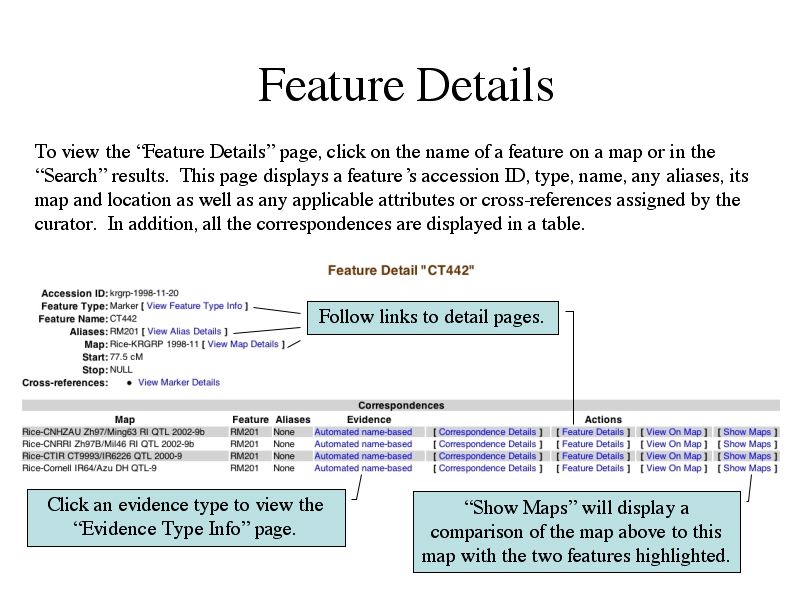 Feature Details
To view the “Feature Details” page, click on the name of a feature on a map or in the
“Search” results.  This page displays a feature’s accession ID, type, name, any aliases, its
map and location as well as any applicable attributes or cross-references assigned by the
curator.  In addition, all the correspondences are displayed in a table.
Feature Detail "CT442"
Accession ID: krgrp-1998-11-20
Feature Type: Marker [ View Feature Type Info ]
Feature Name: CT442
Aliases: RM201 [ View Alias Details ]
Map: Rice-KRGRP 1998-11 [ View Map Details ]
Start: 77.5 cM
Stop: NULL
Cross-references: • View Marker Details
Follow links to detail pages.
Correspondences
Map Feature Aliases Evidence Actions
Rice-CNHZAU Zh97/Ming63 RI QTL 2002-9b RM201 None Automated name-based [ Correspondence Details ] [ Feature Details ] [ View On Map ] [ Show Maps ]
Rice-CNRRI Zh97B/Mil46 RI QTL 2002-9b RM201 None Automated name-based [ Correspondence Details ] [ Feature Details ] [ View On Map ] [ Show Maps ]
Rice-CTIR CT9993/IR6226 QTL 2000-9 RM201 None Automated name-based [ Correspondence Details ] [ Feature Details ] [ View On Map ] [ Show Maps ]
Rice-Cornell IR64/Azu DH QTL-9 RM201 None Automated name-based [ Correspondence Details ] [ Feature Details ] [ View On Map ] [ Show Maps ]
Click an evidence type to view the
“Evidence Type Info” page.
“Show Maps” will display a
comparison of the map above to this
map with the two features highlighted.